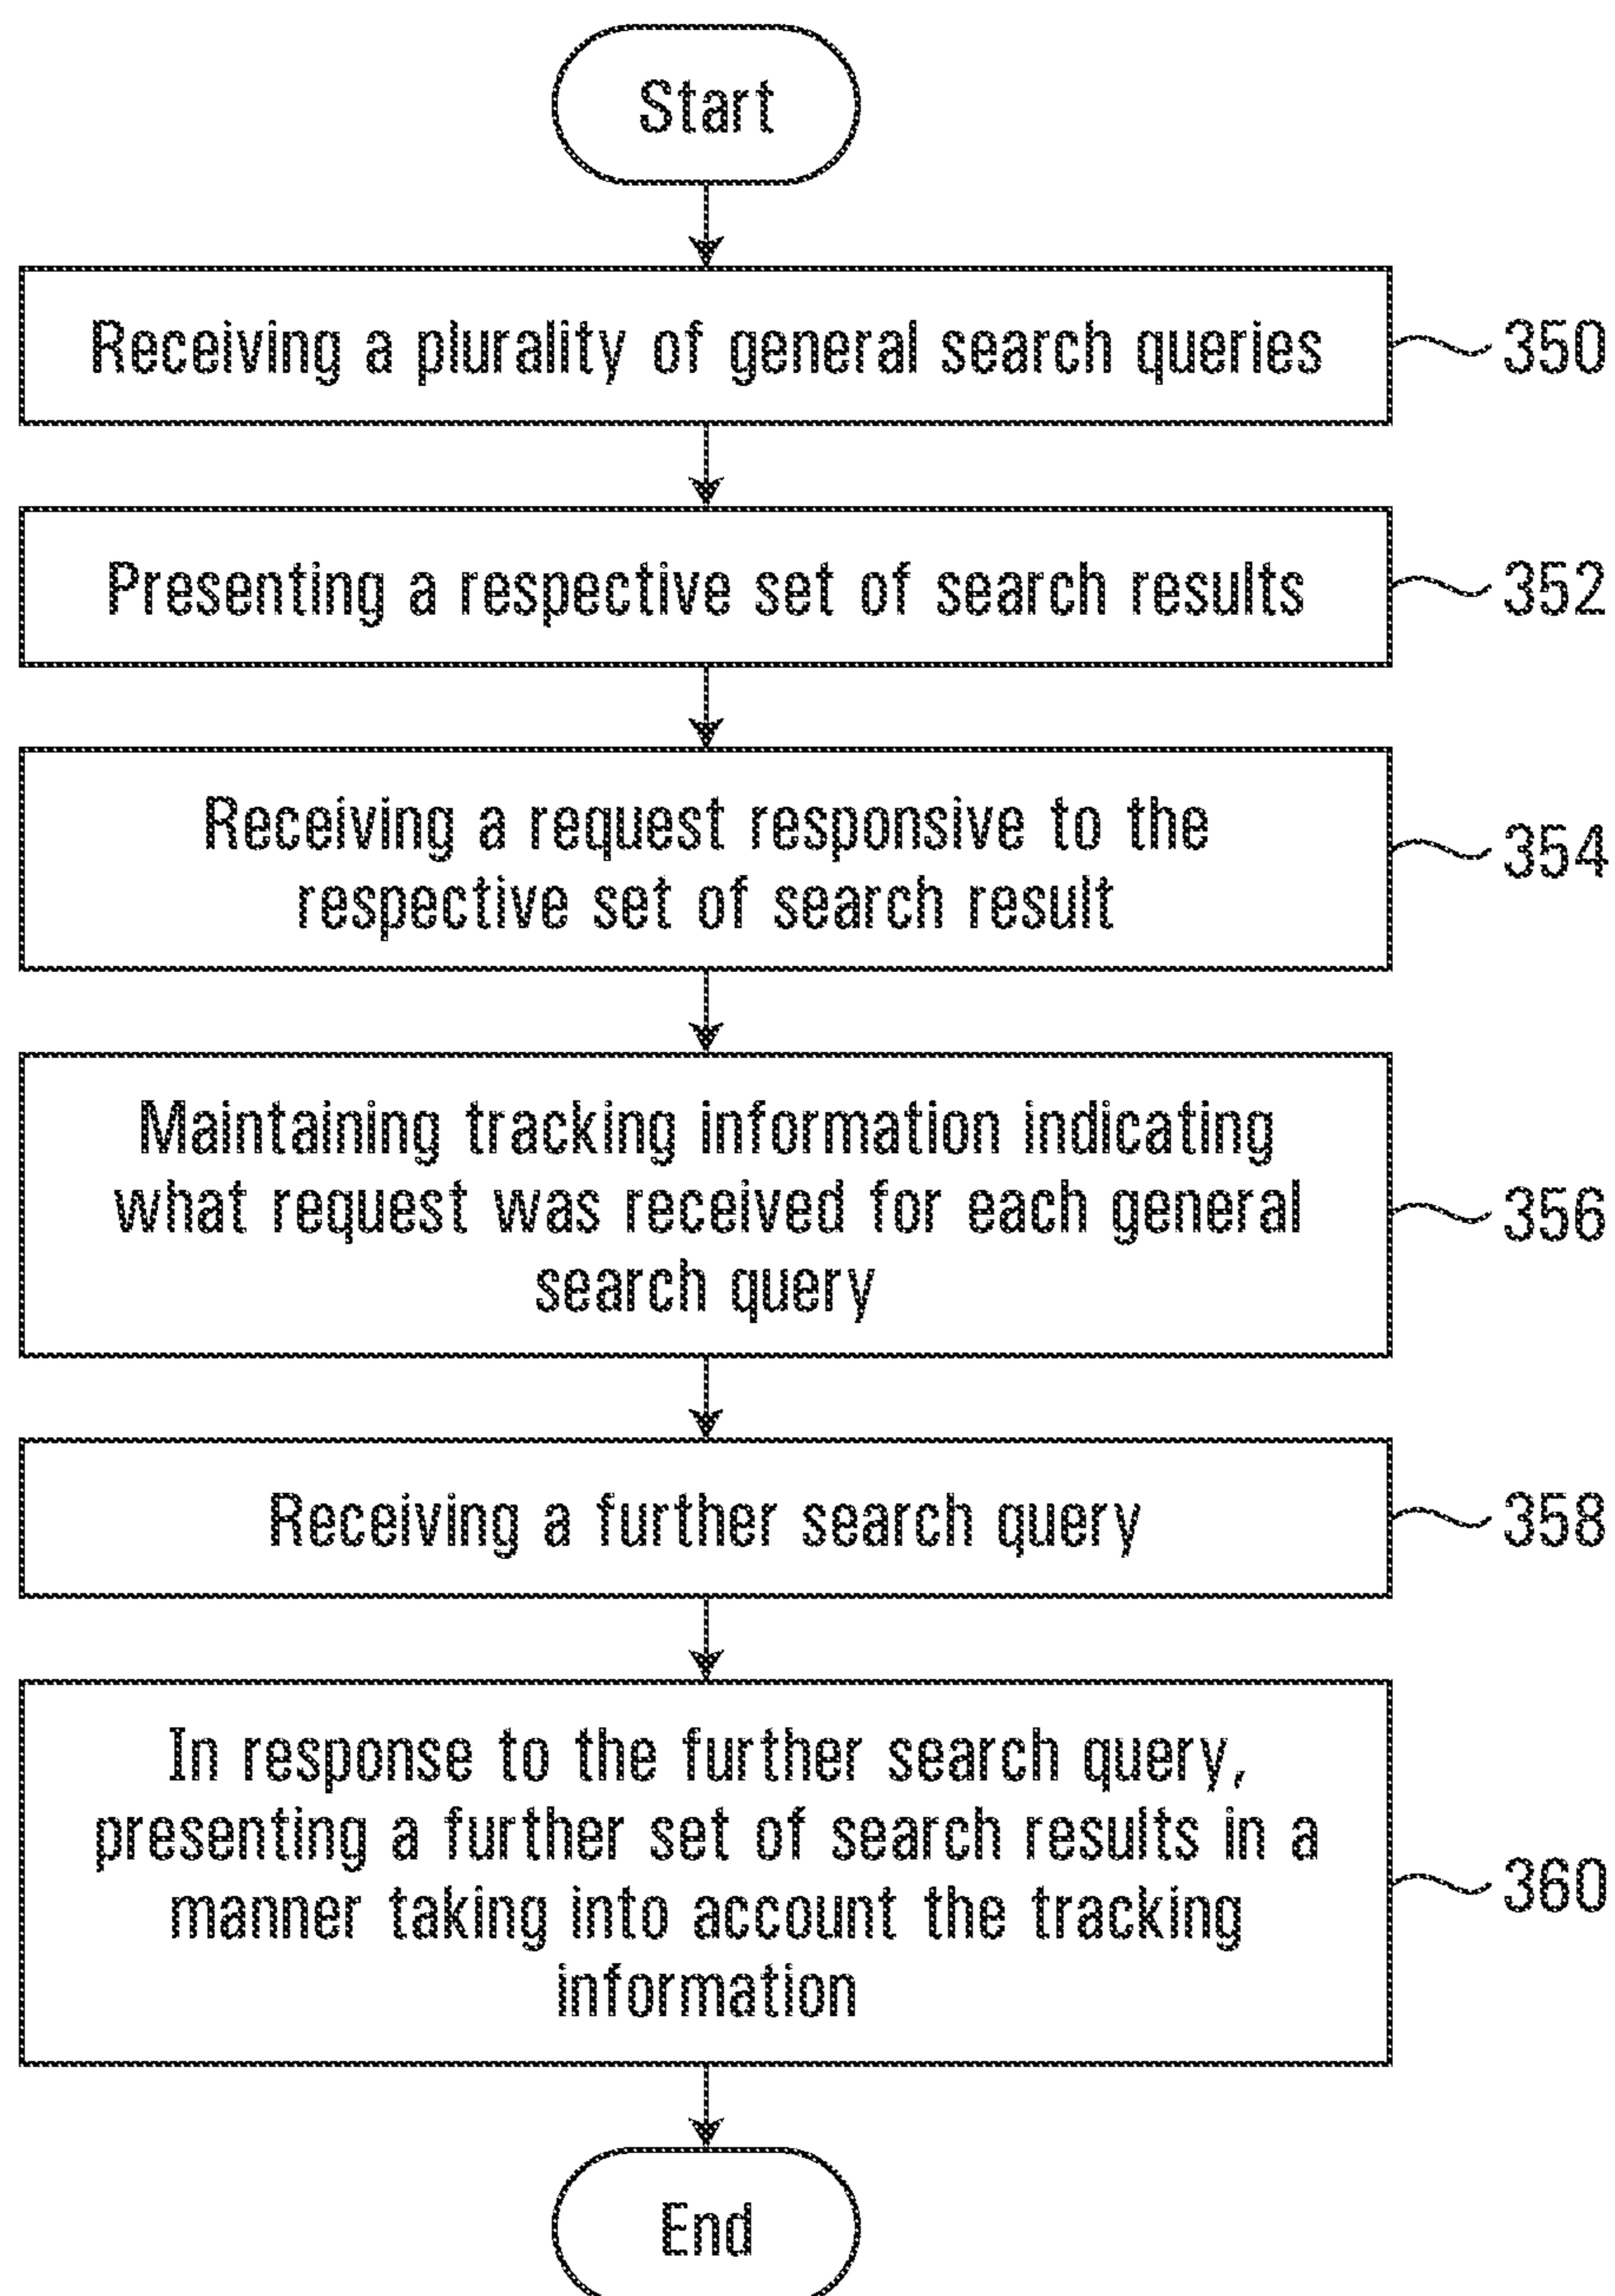 Start
Receiving a plurality of general search queries
350
Presenting a respective set of search results
352
Receiving a request responsive to the
respective set of search result
354
Maintaining tracking information indicating
what request was received for each general
search query
356
Receiving a further search query
358
In response to the further search query,
presenting a further set of search results in a
manner taking into account the tracking
information
360
End